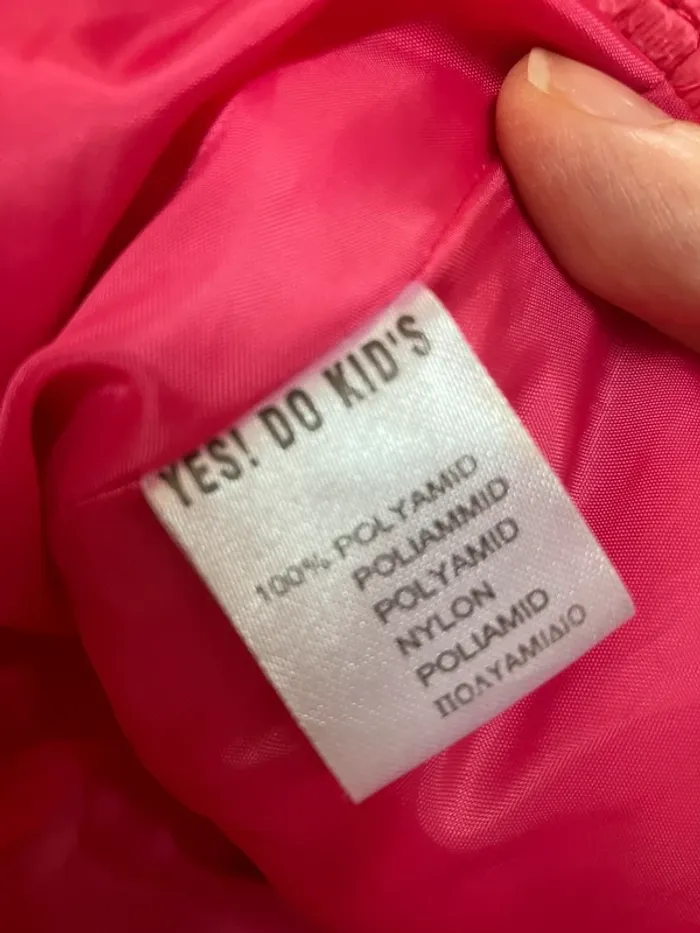 YES! DO KID'S
100% POLYAMID
POLIAMMID
POLYAMID
NYLON
POLIAMID
ΠΟΛΥΑΜΙΔΙΟ